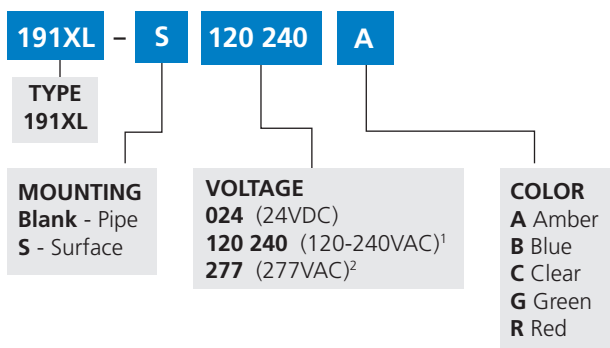 191XL – S 120 240 A
TYPE
191XL
MOUNTING
Blank - Pipe
S - Surface
VOLTAGE
024 (24VDC)
120 240 (120-240VAC)¹
277 (277VAC)²
COLOR
A Amber
B Blue
C Clear
G Green
R Red